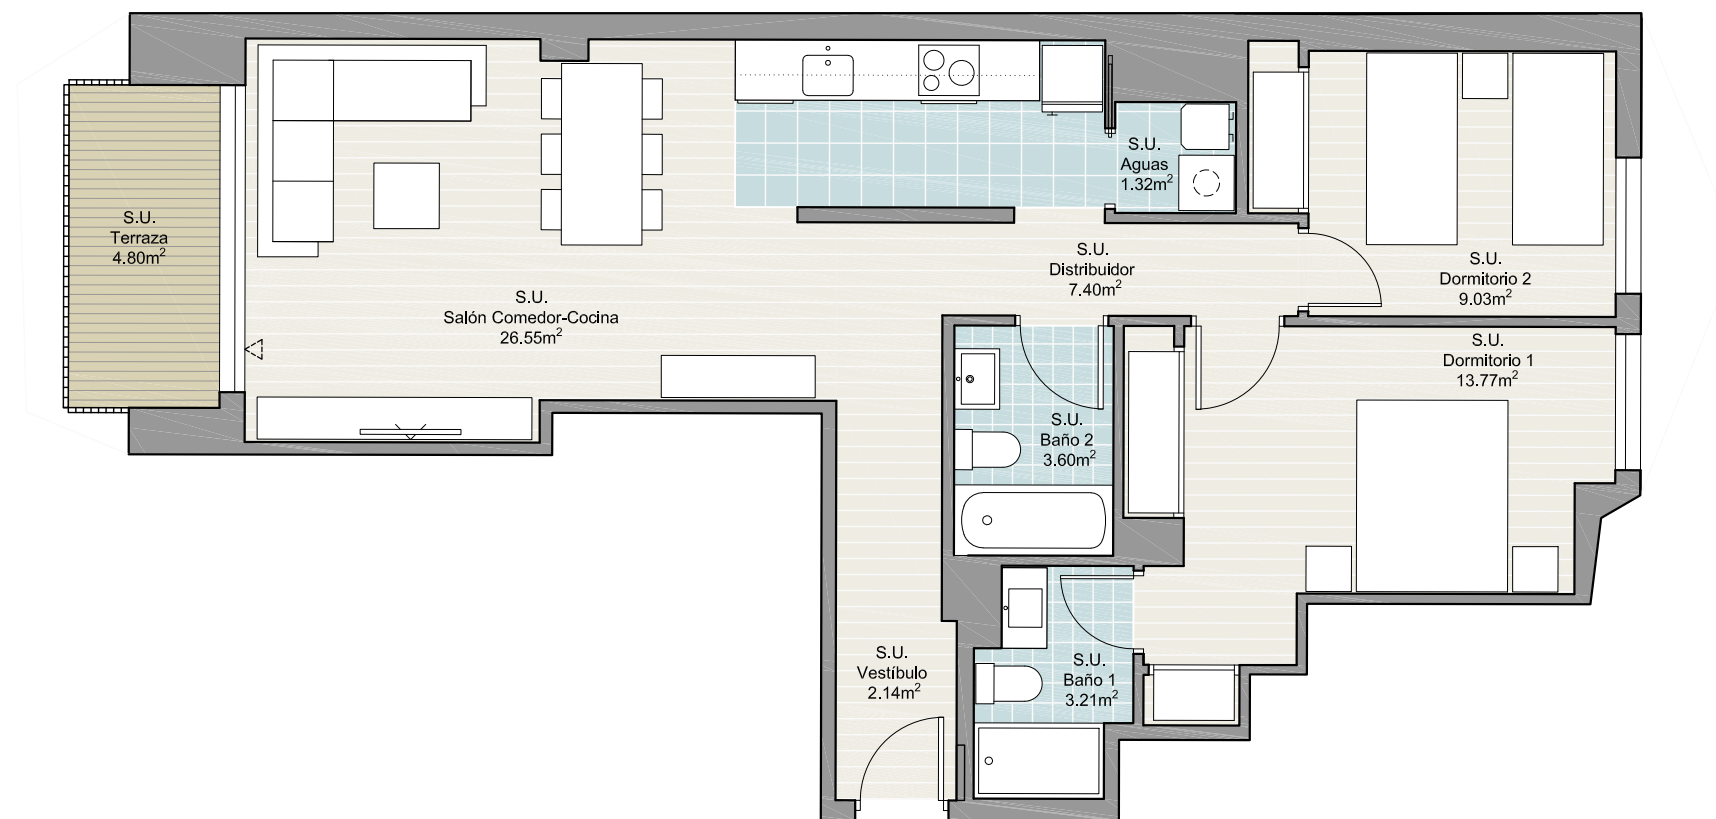 S.U.
Terraza
4.80m²
S.U.
Salón Comedor-Cocina
26.55m²
S.U.
Aguas
1.32m²
S.U.
Distribuidor
7.40m²
S.U.
Dormitorio 2
9.03m²
S.U.
Dormitorio 1
13.77m²
S.U.
Baño 2
3.60m²
S.U.
Vestíbulo
2.14m²
S.U.
Baño 1
3.21m²